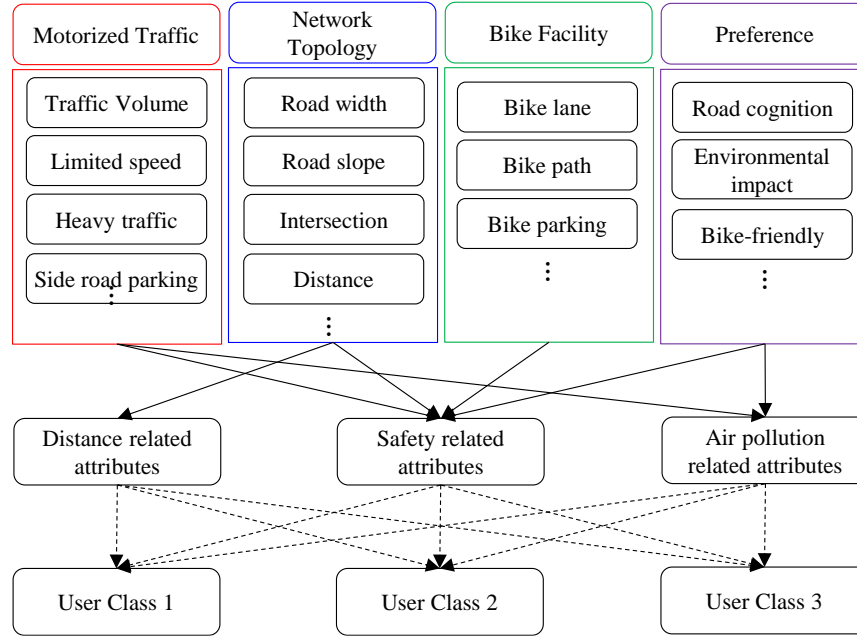 Motorized Traffic
Network
Topology
Bike Facility
Preference
Traffic Volume
Limited speed
Heavy traffic
Side road parking
...
Road width
Road slope
Intersection
Distance
...
Bike lane
Bike path
Bike parking
...
Road cognition
Environmental
impact
Bike-friendly
...
Distance related
attributes
Safety related
attributes
Air pollution
related attributes
User Class 1
User Class 2
User Class 3